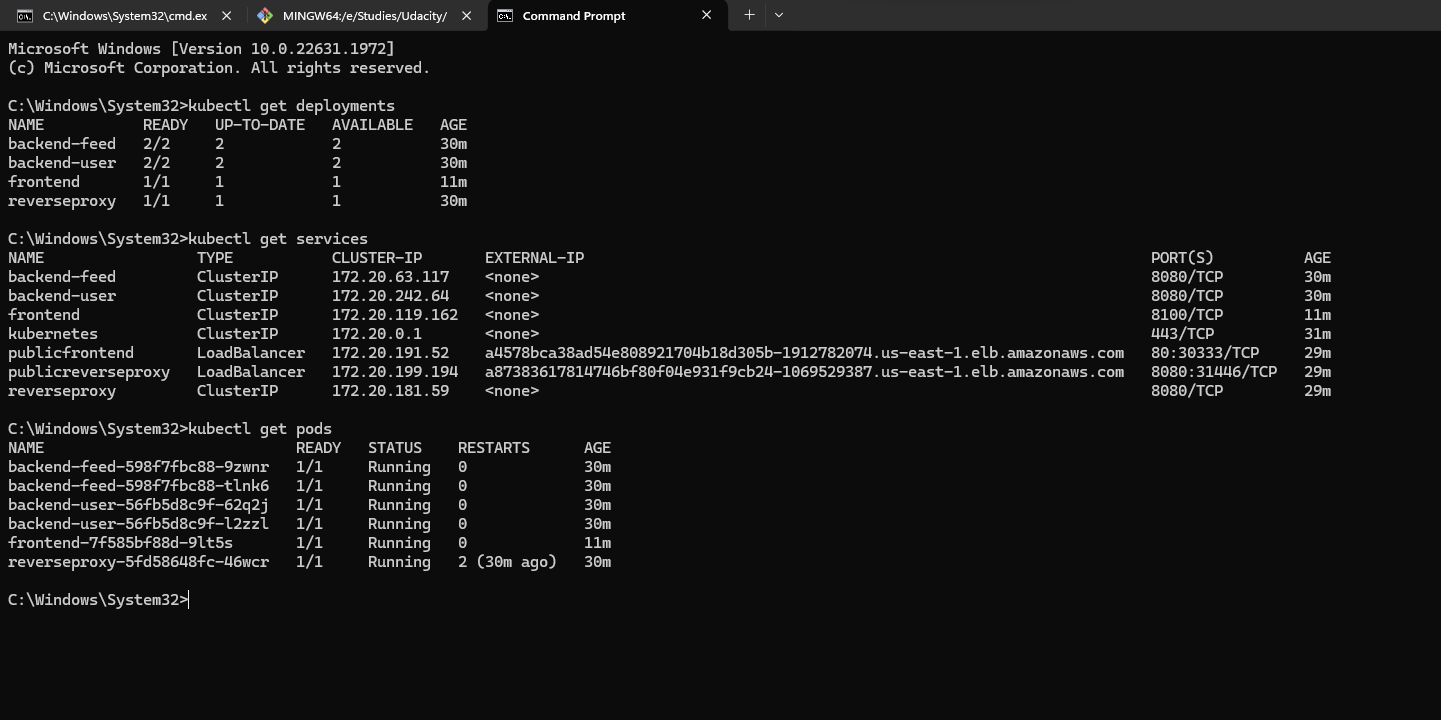 C:\Windows\System32\cmd.ex MINGW64:/e/Studies/Udacity/ Command Prompt
Microsoft Windows [Version 10.0.22631.1972]
(c) Microsoft Corporation. All rights reserved.
C:\Windows\System32>kubectl get deployments
NAME READY UP-TO-DATE AVAILABLE AGE
backend-feed 2/2 2 2 30m
backend-user 2/2 2 2 30m
frontend 1/1 1 1 11m
reverseproxy 1/1 1 1 30m
C:\Windows\System32>kubectl get services
NAME TYPE CLUSTER-IP EXTERNAL-IP PORT(S) AGE
backend-feed ClusterIP 172.20.63.117 <none> 8080/TCP 30m
backend-user ClusterIP 172.20.242.64 <none> 8080/TCP 30m
frontend ClusterIP 172.20.119.162 <none> 8100/TCP 11m
kubernetes ClusterIP 172.20.0.1 <none> 443/TCP 31m
publicfrontend LoadBalancer 172.20.191.52 a4578bca38ad54e808921704b18d305b-1912782074.us-east-1.elb.amazonaws.com 80:30333/TCP 29m
publicreverseproxy LoadBalancer 172.20.199.194 a87383617814746bf80f04e931f9cb24-1069529387.us-east-1.elb.amazonaws.com 8080:31446/TCP 29m
reverseproxy ClusterIP 172.20.181.59 <none> 8080/TCP 29m
C:\Windows\System32>kubectl get pods
NAME READY STATUS RESTARTS AGE
backend-feed-598f7fbc88-9zwnr 1/1 Running 0 30m
backend-feed-598f7fbc88-tlnk6 1/1 Running 0 30m
backend-user-56fb5d8c9f-62q2j 1/1 Running 0 30m
backend-user-56fb5d8c9f-l2zzl 1/1 Running 0 30m
frontend-7f585bf88d-9lt5s 1/1 Running 0 11m
reverseproxy-5fd58648fc-46wcr 1/1 Running 2 (30m ago) 30m
C:\Windows\System32>